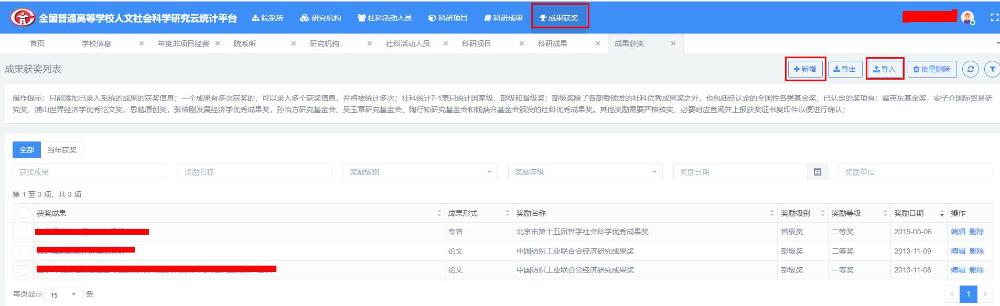 全国普通高等学校人文社会科学研究云统计平台 院系所 研究机构 社科活动人员 科研项目 科研成果 成果获奖
首页 学校信息 × 年度非项目经费 × 院系所 × 研究机构 × 社科活动人员 × 科研项目 × 科研成果 × 成果获奖 ×
成果获奖列表 新增 导出 导入 批量删除
操作提示：只能添加已录入系统的成果的获奖信息；一个成果有多次获奖的，可以录入多个获奖信息，并将被统计多次；社科统计7-1表只统计国家级、部级和省级奖；部级奖除了各部委颁发的社科优秀成果奖之外，也包括经认定的全国性各类基金奖，已认定的奖项有：霍英东基金奖，安子介国际贸易研
究奖，浦山世界经济学优秀论文奖，思勉原创奖，张培刚发展经济学优秀成果奖，孙冶方研究基金会、吴玉章研究基金会、陶行知研究基金会和钱端升基金会颁发的社科优秀成果奖。其他奖励需要严格核实，必要时应查阅并上报获奖证书复印件以便进行确认；
全部 当年获奖
获奖成果 奖励名称 奖励级别 奖励等级 奖励日期 奖励单位
第 1 至 3 项，共 3 项
获奖成果 成果形式 奖励名称 奖励级别 奖励等级 奖励日期 操作
专著 北京市第十五届哲学社会科学优秀成果奖 省级奖 二等奖 2019-05-06 编辑 删除
论文 中国纺织工业联合会经济研究成果奖 部级奖 二等奖 2013-11-09 编辑 删除
论文 中国纺织工业联合会经济研究成果奖 部级奖 一等奖 2013-11-08 编辑 删除
每页显示 15 条 1